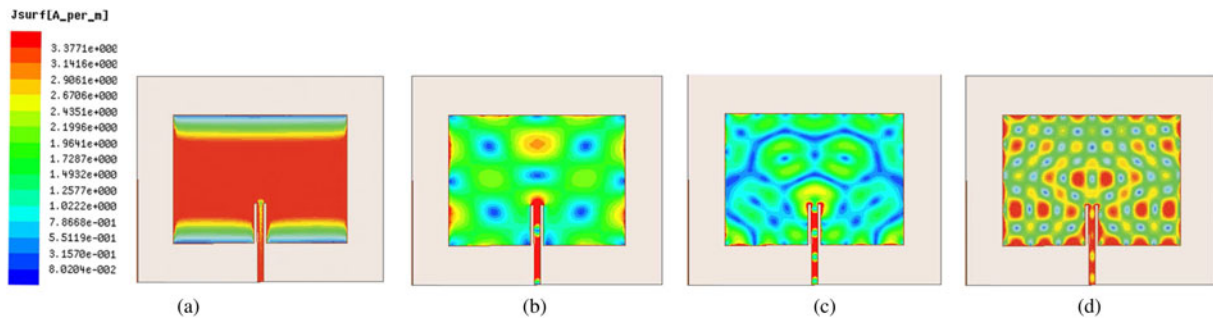 Jsurf[A_per_m]
3.3771e+000
3.1416e+000
2.9061e+000
2.6706e+000
2.4351e+000
2.1996e+000
1.9641e+000
1.7287e+000
1.4932e+000
1.2577e+000
1.0222e+000
7.8668e-001
5.5119e-001
3.1570e-001
8.0204e-002
(a)
(b)
(c)
(d)